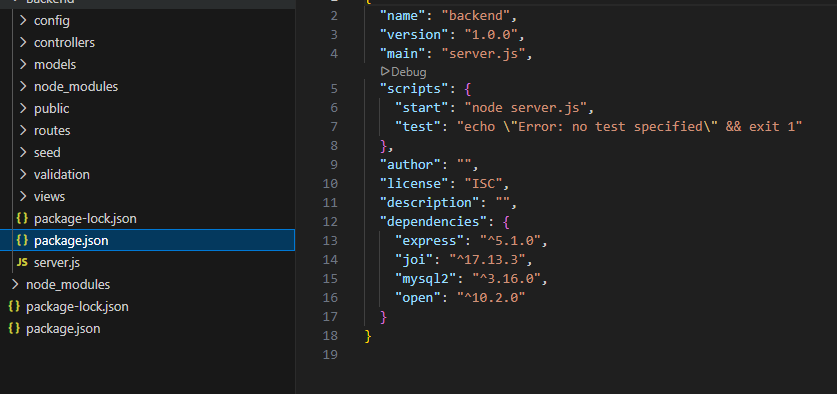 Backend
config
controllers
models
node_modules
public
routes
seed
validation
views
{} package-lock.json
{} package.json
JS server.js
node_modules
{} package-lock.json
{} package.json
{
2 "name": "backend",
3 "version": "1.0.0",
4 "main": "server.js",
Debug
5 "scripts": {
6 "start": "node server.js",
7 "test": "echo \"Error: no test specified\" && exit 1"
8 },
9 "author": "",
10 "license": "ISC",
11 "description": "",
12 "dependencies": {
13 "express": "^5.1.0",
14 "joi": "^17.13.3",
15 "mysql2": "^3.16.0",
16 "open": "^10.2.0"
17 }
18 }
19